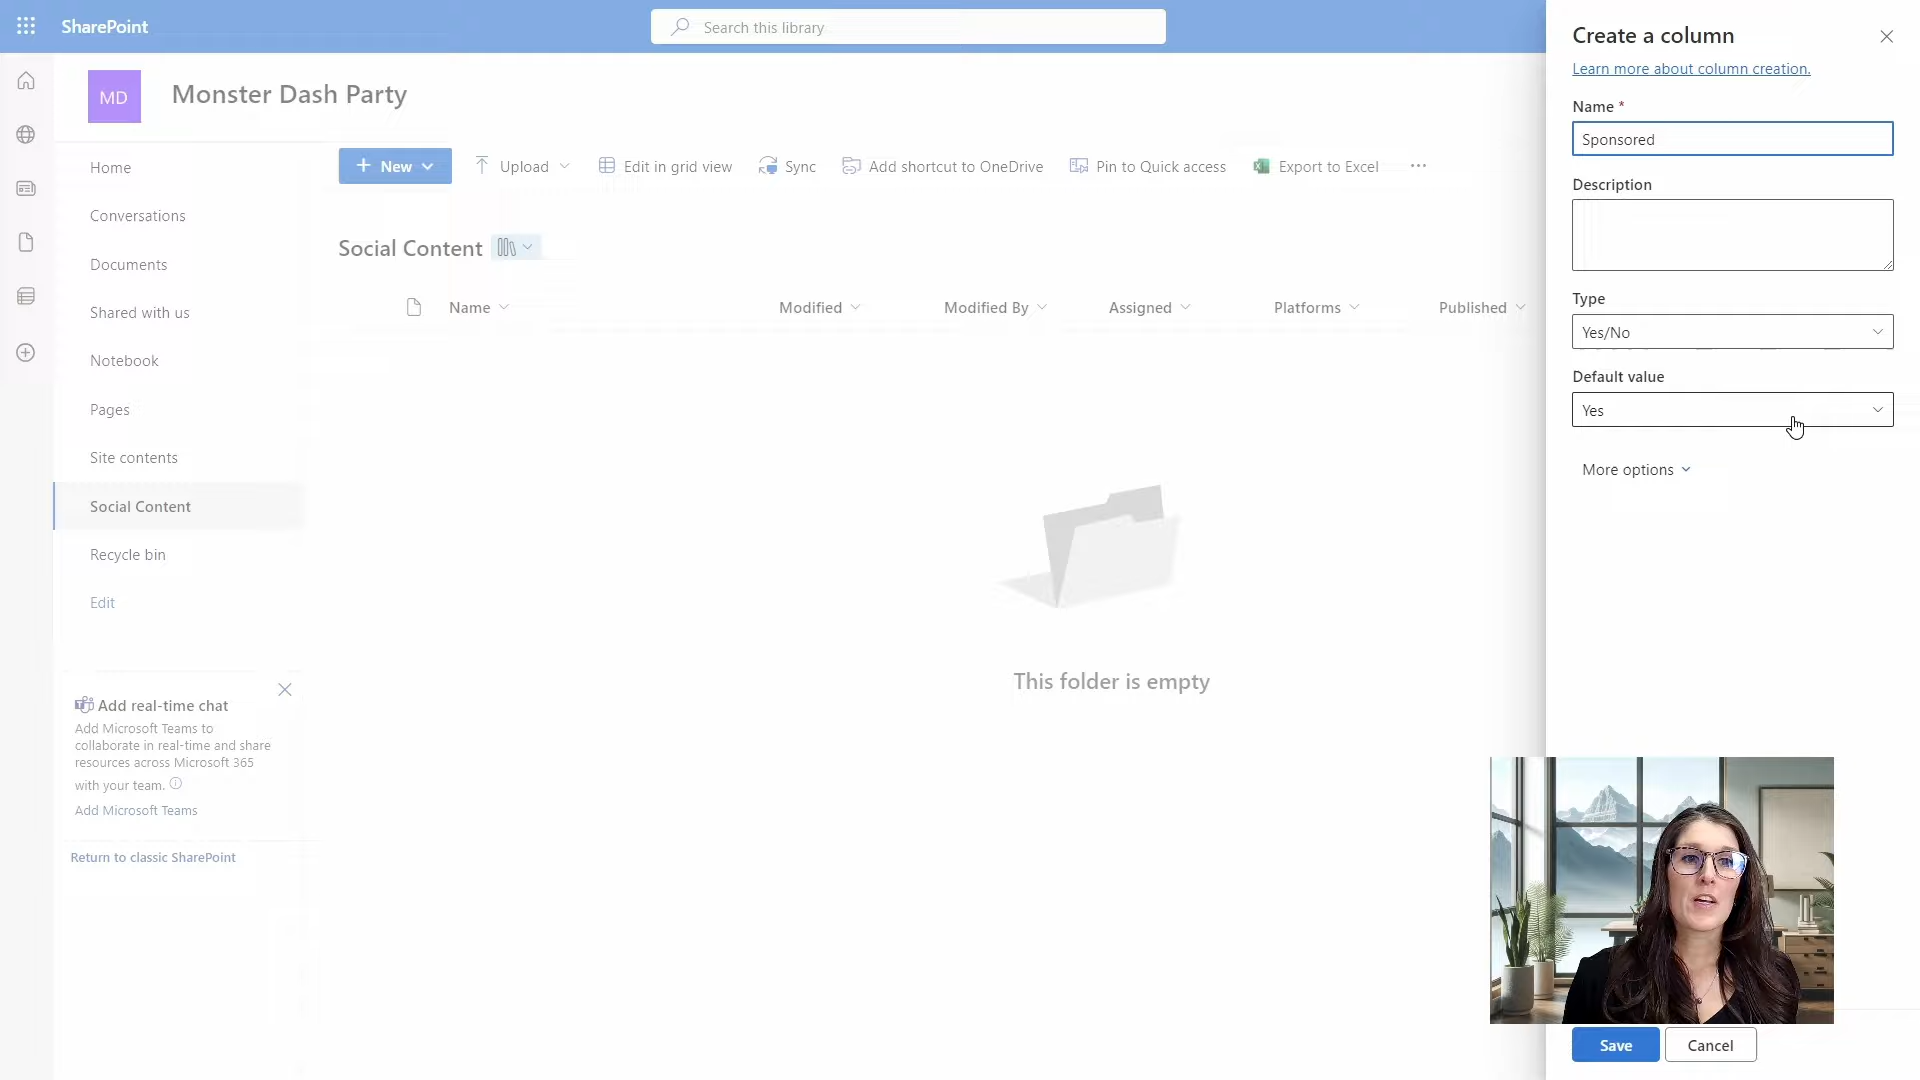 SharePoint
Search this library
Create a column
Learn more about column creation.
MD
Monster Dash Party
Name *
Sponsored
Home
Conversations
Documents
Shared with us
Notebook
Pages
Site contents
Social Content
Recycle bin
Edit
New
Upload
Edit in grid view
Sync
Add shortcut to OneDrive
Pin to Quick access
Export to Excel
Social Content
Name
Modified
Modified By
Assigned
Platforms
Published
This folder is empty
Description
Type
Yes/No
Default value
Yes
More options
Add real-time chat
Add Microsoft Teams to
collaborate in real-time and share
resources across Microsoft 365
with your team.
Add Microsoft Teams
Return to classic SharePoint
Save
Cancel